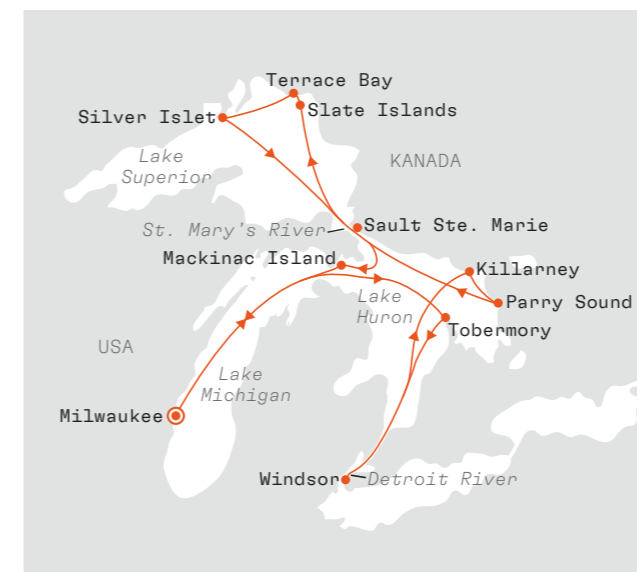 Terrace Bay
Slate Islands
Silver Islet
Lake
Superior
KANADA
St. Mary's River
Sault Ste. Marie
Mackinac Island
Killarney
Lake
Huron
Parry Sound
Tobermory
USA
Lake
Michigan
Milwaukee
Windsor
Detroit River